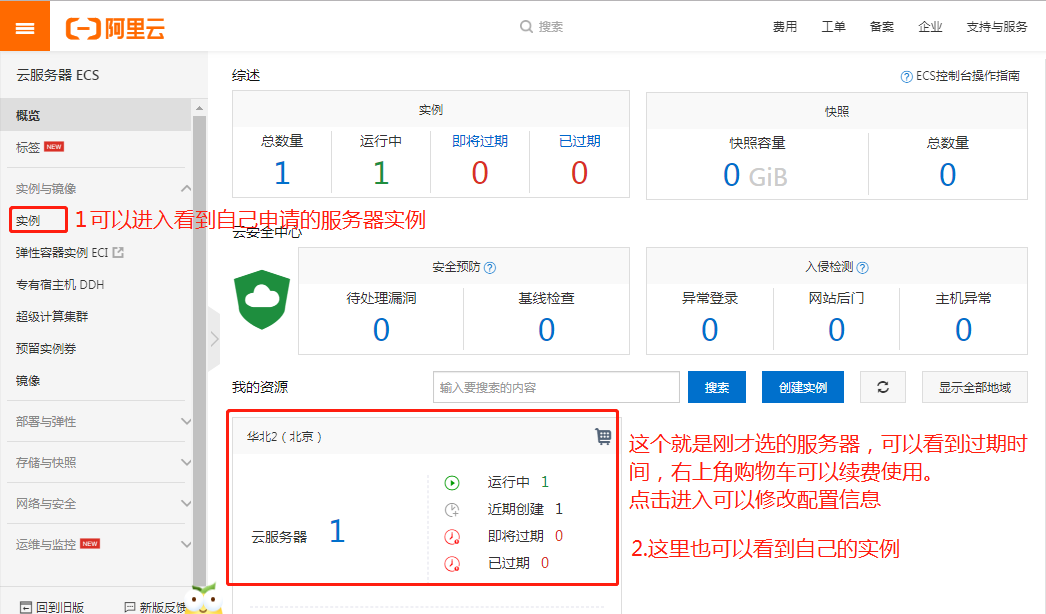 阿里云
搜索
费用 工单 备案 企业 支持与服务
云服务器 ECS
概览
标签 NEW
实例与镜像
实例
弹性容器实例 ECI
专有宿主机 DDH
超级计算集群
预留实例券
镜像
部署与弹性
存储与快照
网络与安全
运维与监控 NEW
回到旧版 新版反馈
1可以进入看到自己申请的服务器实例
综述
ECS控制台操作指南
实例
总数量 运行中 即将过期 已过期
1 1 0 0
快照
快照容量 总数量
0 GiB 0
云安全中心
安全预防
待处理漏洞 基线检查
0 0
入侵检测
异常登录 网站后门 主机异常
0 0 0
我的资源
输入要搜索的内容
搜索
创建实例
显示全部地域
华北2（北京）
云服务器 1
运行中 1
近期创建 1
即将过期 0
已过期 0
这个就是刚才选的服务器，可以看到过期时
间，右上角购物车可以续费使用。
点击进入可以修改配置信息
2.这里也可以看到自己的实例